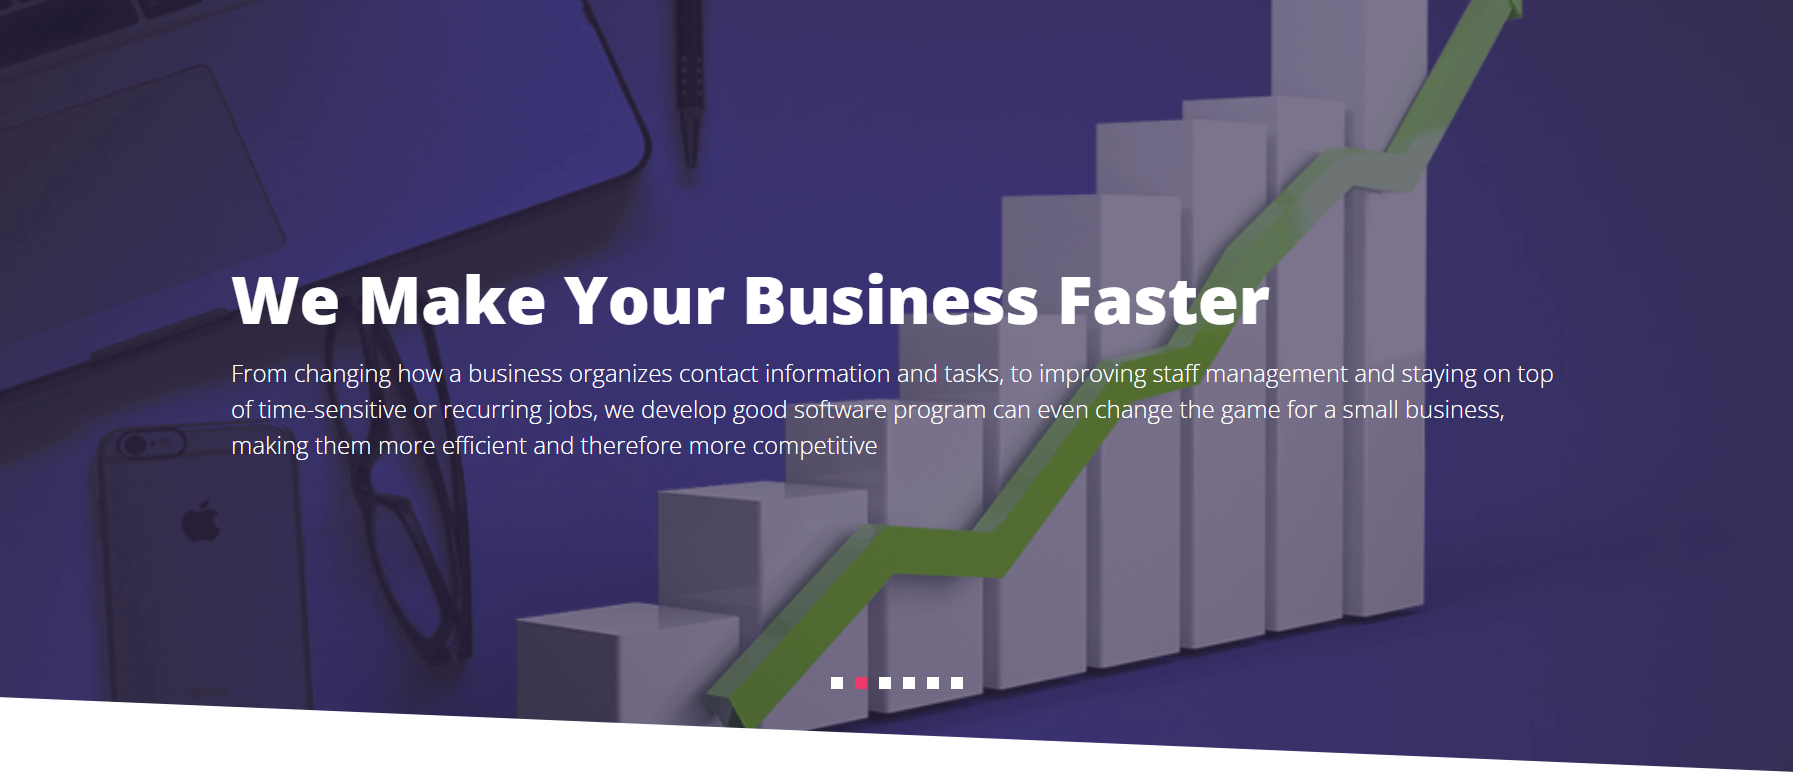 We Make Your Business Faster
From changing how a business organizes contact information and tasks, to improving staff management and staying on top
of time-sensitive or recurring jobs, we develop good software program can even change the game for a small business,
making them more efficient and therefore more competitive
iPhone